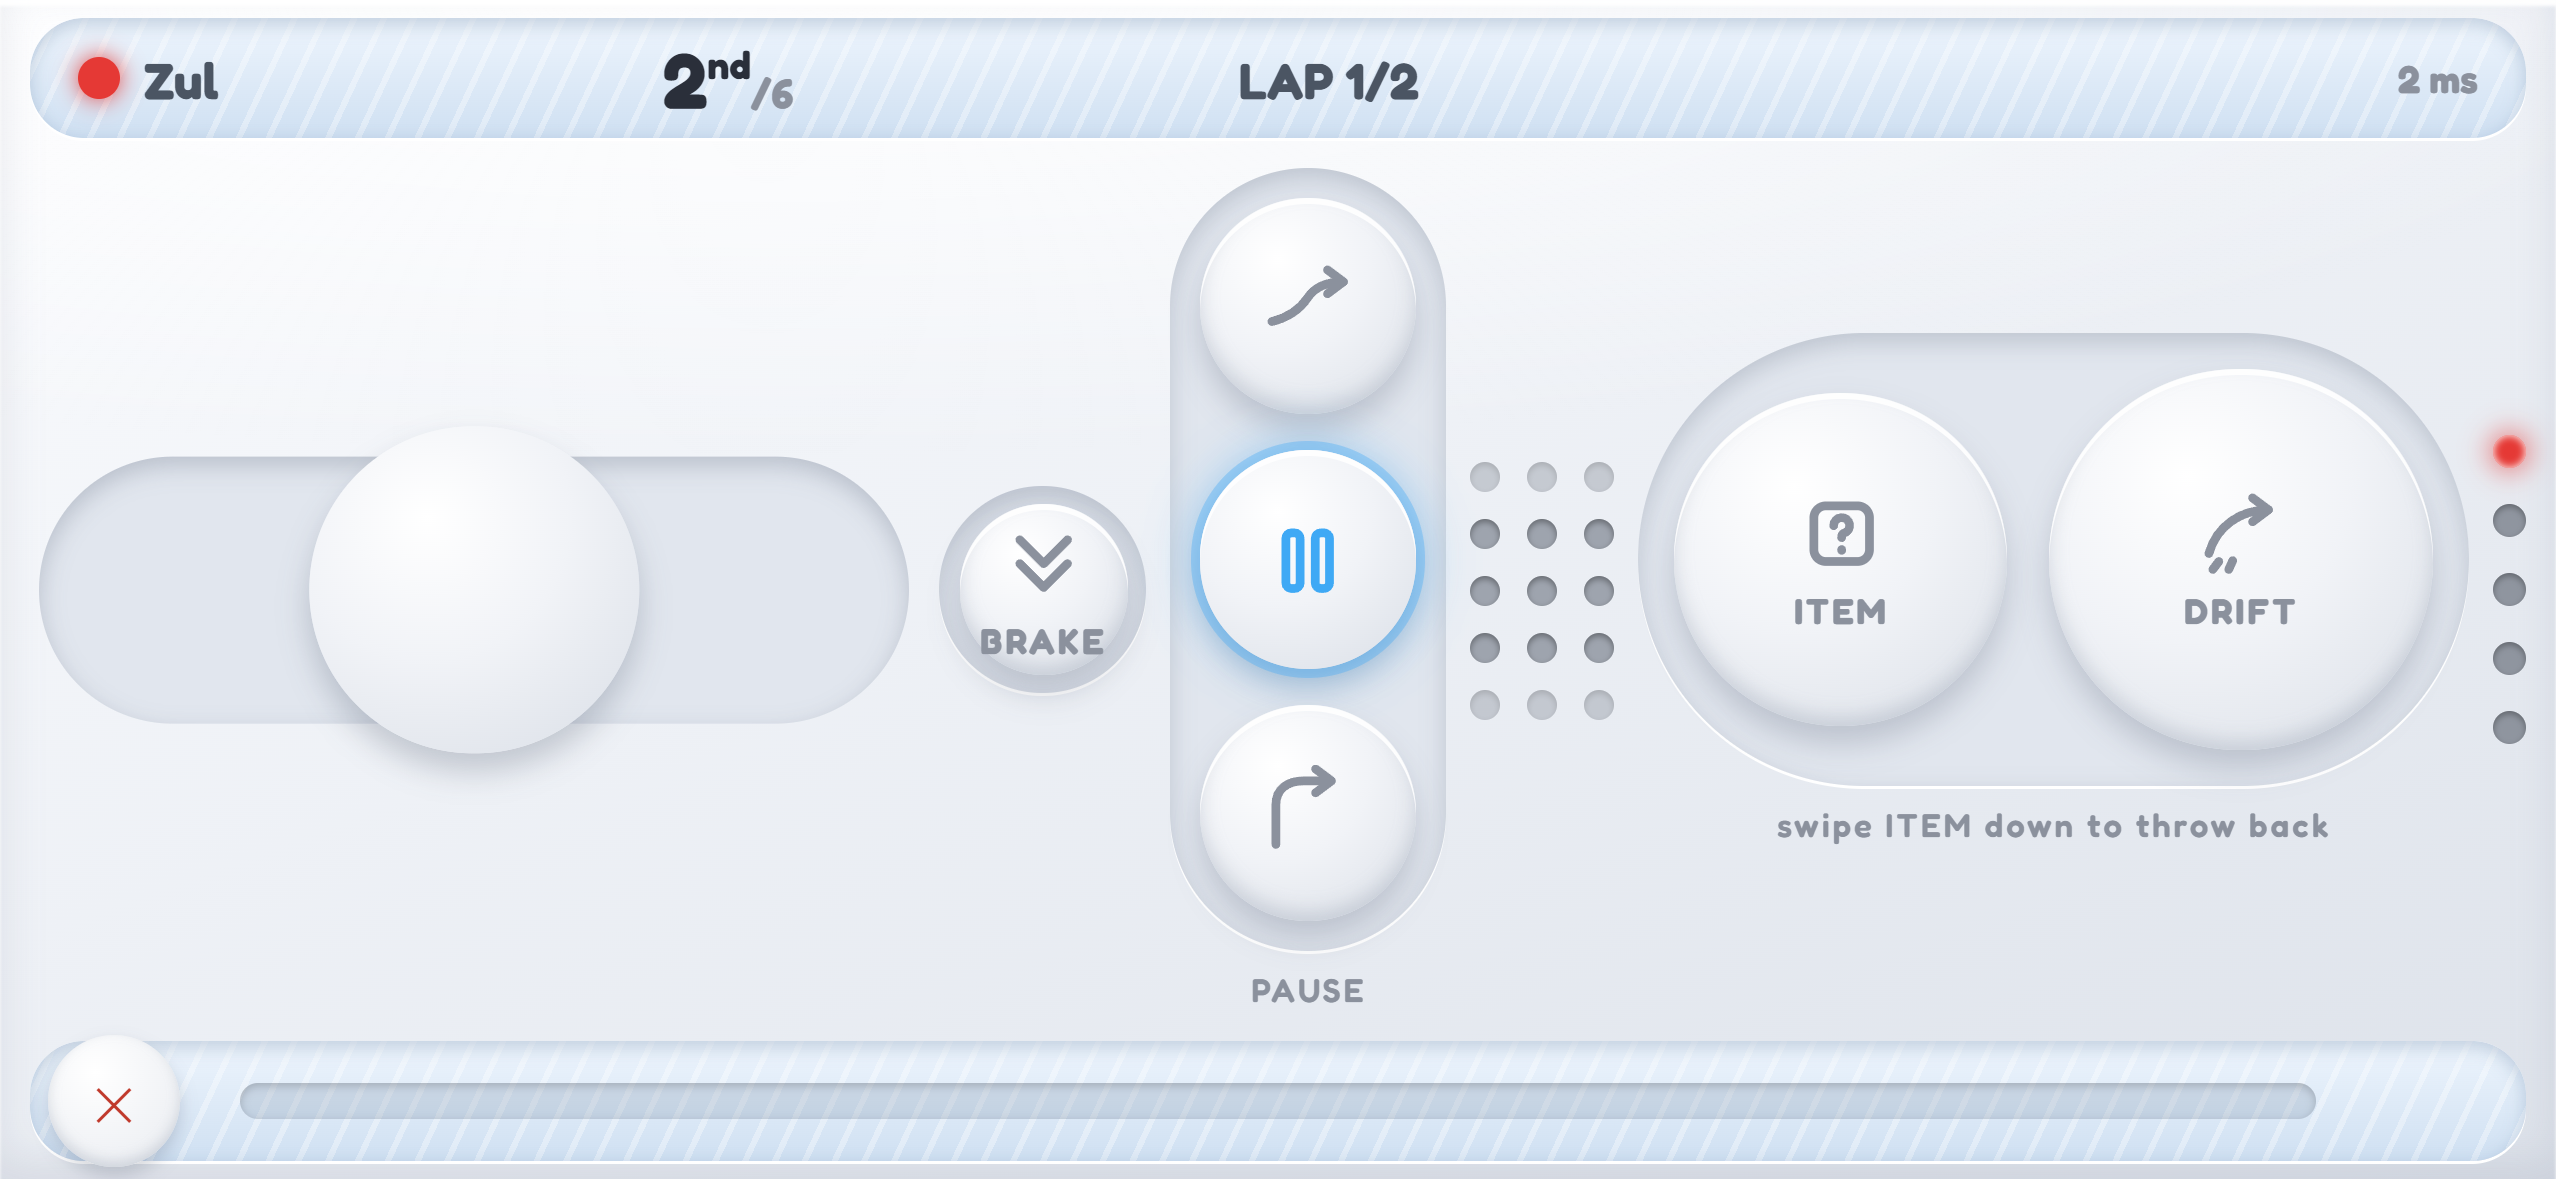 Zul
2nd/6
LAP 1/2
2 ms
BRAKE
?
ITEM
DRIFT
swipe ITEM down to throw back
PAUSE